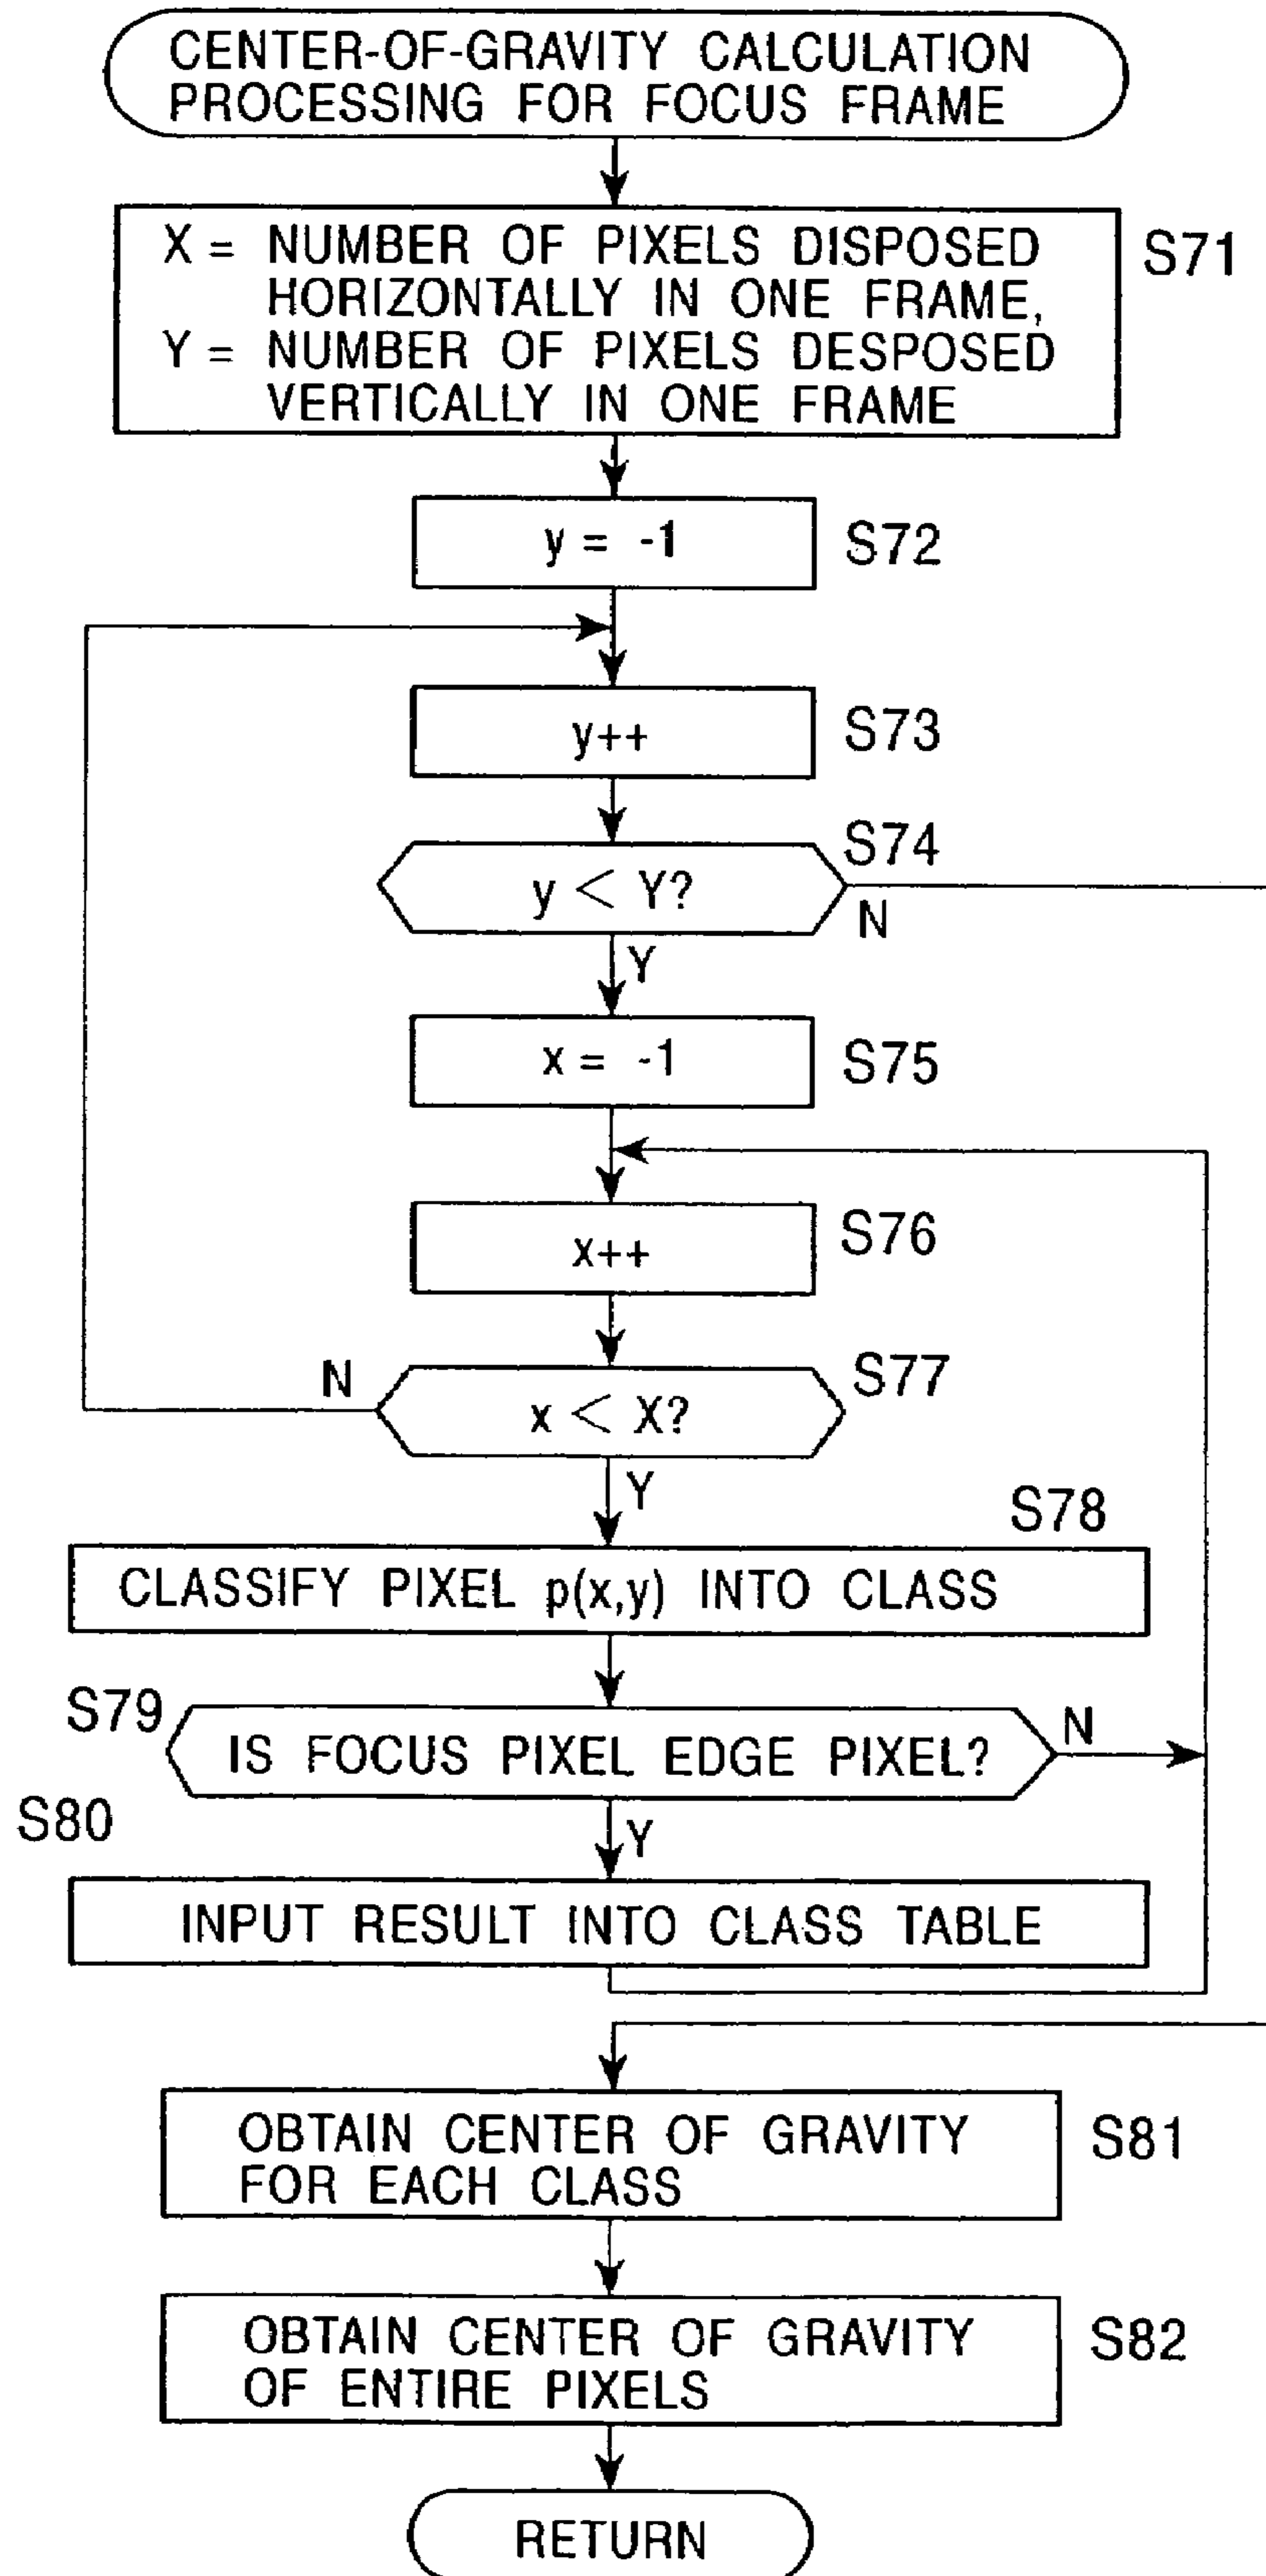 CENTER-OF-GRAVITY CALCULATION
PROCESSING FOR FOCUS FRAME
X = NUMBER OF PIXELS DISPOSED
HORIZONTALLY IN ONE FRAME,
Y = NUMBER OF PIXELS DESPOSED
VERTICALLY IN ONE FRAME
S71
y = -1
S72
y++
S73
S74
y < Y?
N
Y
x = -1
S75
x++
S76
N
S77
x < X?
Y
S78
CLASSIFY PIXEL p(x,y) INTO CLASS
S79
IS FOCUS PIXEL EDGE PIXEL?
N
S80
Y
INPUT RESULT INTO CLASS TABLE
OBTAIN CENTER OF GRAVITY
FOR EACH CLASS
S81
OBTAIN CENTER OF GRAVITY
OF ENTIRE PIXELS
S82
RETURN